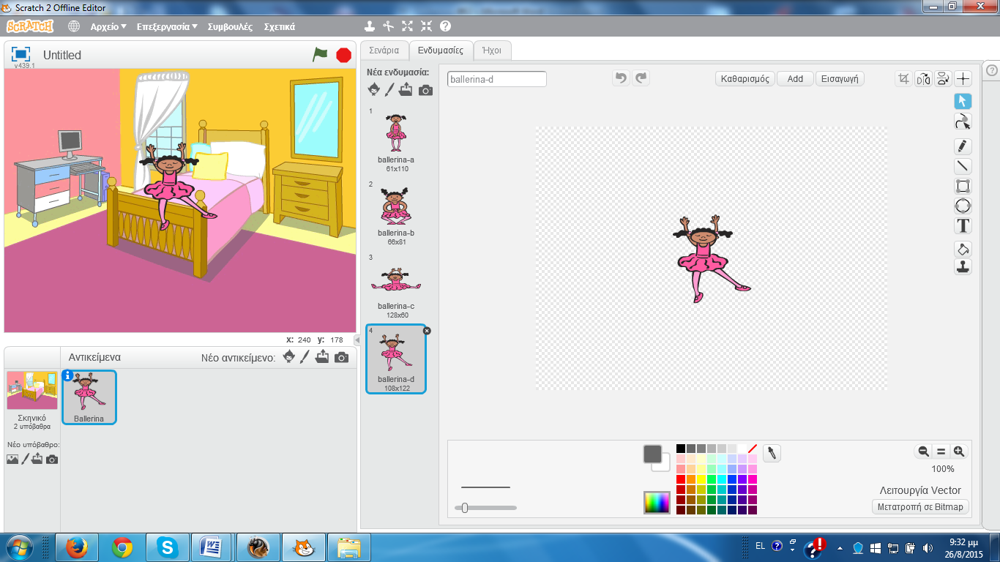 Scratch 2 Offline Editor
SCRATCH
Αρχείο
Επεξεργασία
Συμβουλές
Σχετικά
Untitled
v439.1
Σενάρια
Ενδυμασίες
Ήχοι
Νέα ενδυμασία:
1
ballerina-a
61x110
2
ballerina-b
66x81
3
ballerina-c
128x60
4
ballerina-d
108x122
ballerina-d
Καθαρισμός
Add
Εισαγωγή
T
x: 240 y: 178
Αντικείμενα
Νέο αντικείμενο:
Σκηνικό
2 υπόβαθρα
Νέο υπόβαθρο:
Ballerina
100%
Λειτουργία Vector
Μετατροπή σε Bitmap
EL
9:32 μμ
26/8/2015